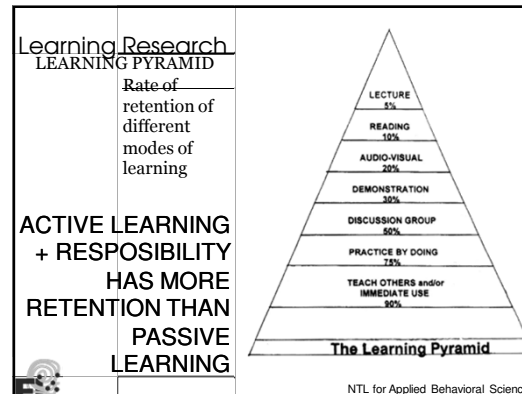 Learning Research
LEARNING PYRAMID
Rate of
retention of
different
modes of
learning
ACTIVE LEARNING
+ RESPOSIBILITY
HAS MORE
RETENTION THAN
PASSIVE
LEARNING
LECTURE
5%
READING
10%
AUDIO-VISUAL
20%
DEMONSTRATION
30%
DISCUSSION GROUP
50%
PRACTICE BY DOING
75%
TEACH OTHERS and/or
IMMEDIATE USE
90%
The Learning Pyramid
NTL for Applied Behavioral Scienc